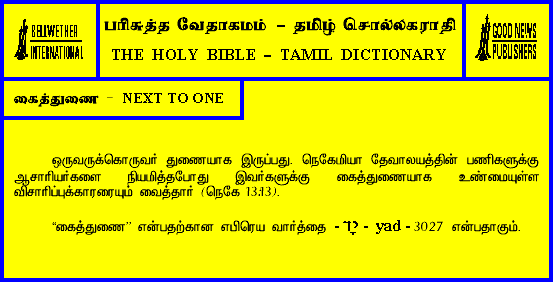 BELLWETHER
INTERNATIONAL
பரிசுத்த வேதாகமம் - தமிழ் சொல்லகராதி
THE HOLY BIBLE - TAMIL DICTIONARY
GOOD NEWS
PUBLISHERS
கைத்துணை - NEXT TO ONE
ஒருவருக்கொருவர் துணையாக இருப்பது. நெகேமியா தேவாலயத்தின் பணிகளுக்கு
ஆசாரியர்களை நியமித்தபோது இவர்களுக்கு கைத்துணையாக உண்மையுள்ள
விசாரிப்புக்காரரையும் வைத்தார் (நெகே 13:13).
“கைத்துணை” என்பதற்கான எபிரெய வார்த்தை - יָד - yad - 3027 என்பதாகும்.